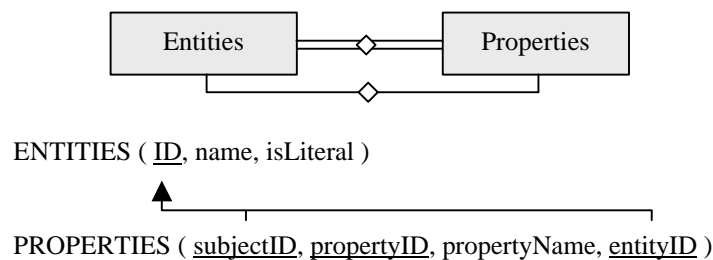 Entities Properties
ENTITIES ( ID, name, isLiteral )
PROPERTIES ( subjectID, propertyID, propertyName, entityID )